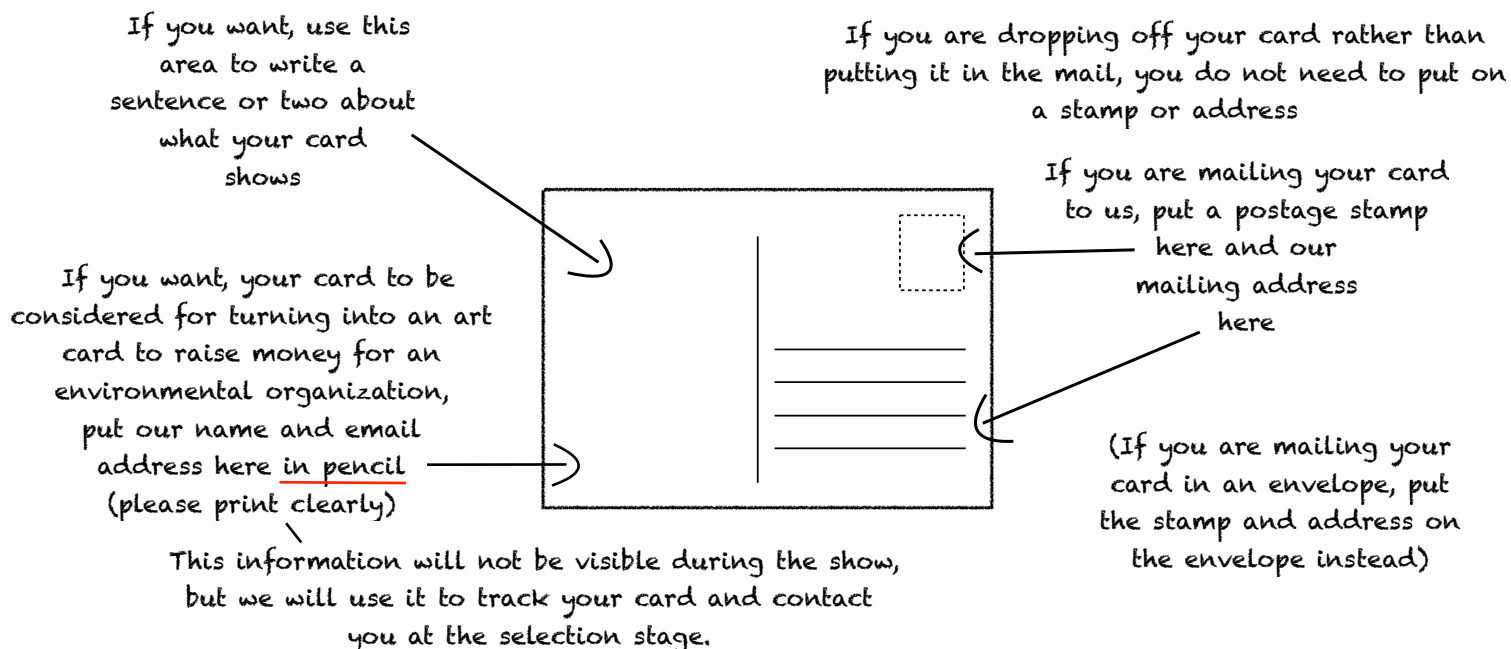 If you want, use this
area to write a
sentence or two about
what your card
shows
If you want, your card to be
considered for turning into an art
card to raise money for an
environmental organization,
put our name and email
address here in pencil
(please print clearly)
This information will not be visible during the show,
but we will use it to track your card and contact
you at the selection stage.
If you are dropping off your card rather than
putting it in the mail, you do not need to put on
a stamp or address
If you are mailing your card
to us, put a postage stamp
here and our
mailing address
here
(If you are mailing your
card in an envelope, put
the stamp and address on
the envelope instead)